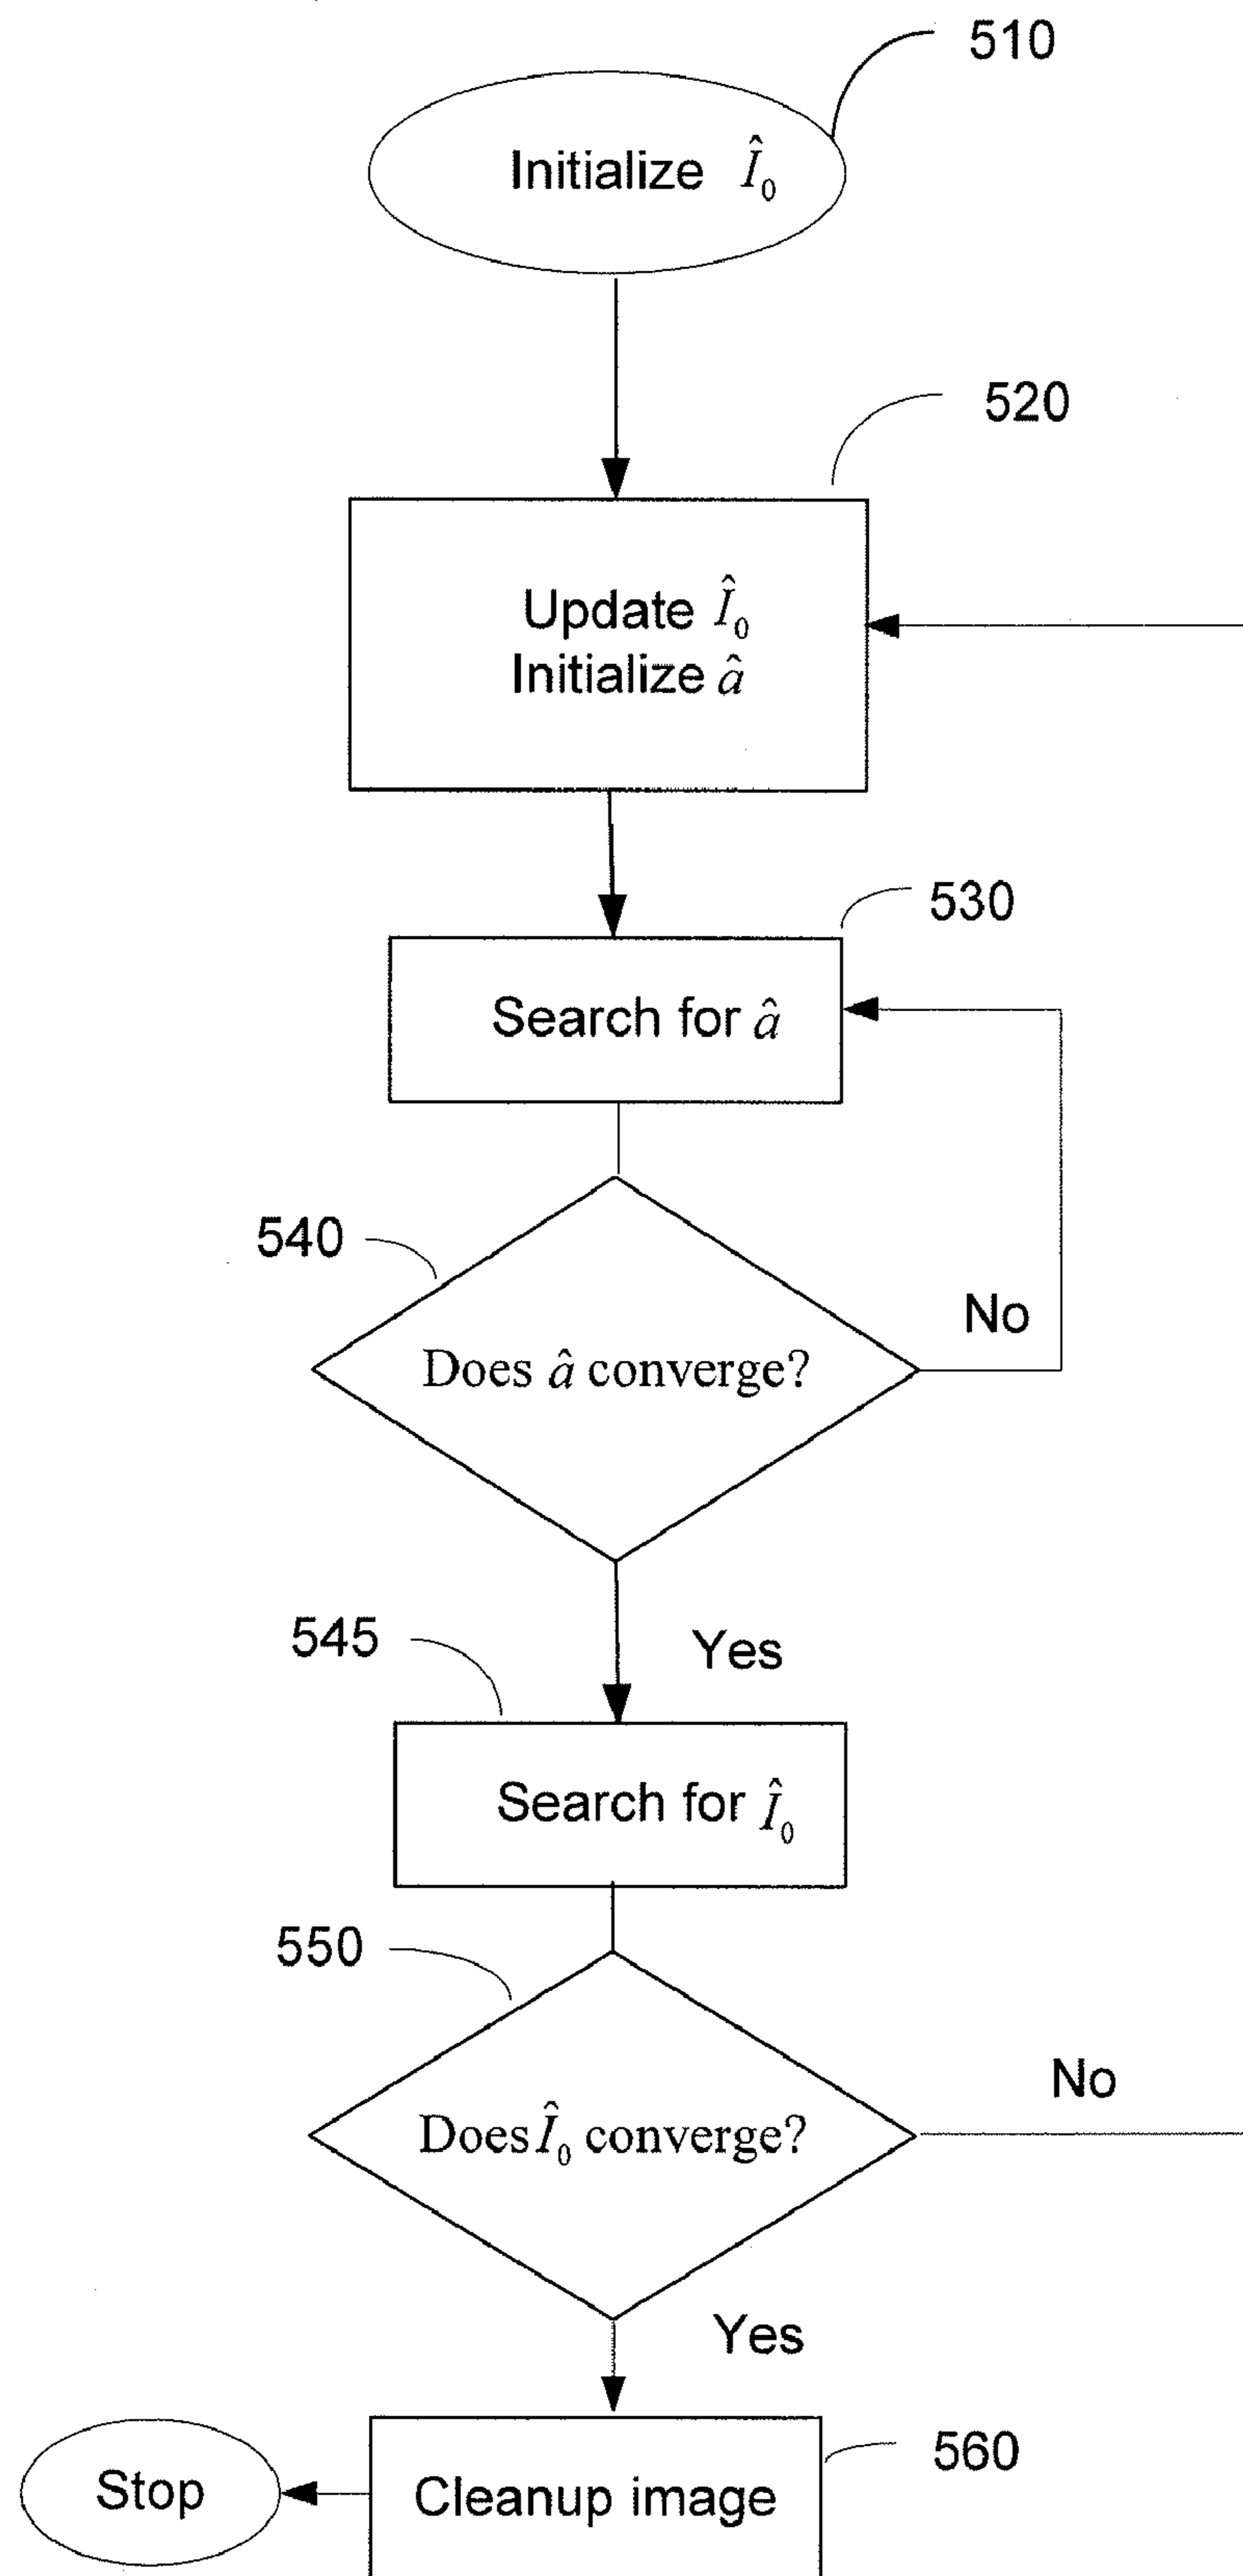 510
Initialize Î₀
520
Update Î₀
Initialize â
530
Search for â
540
Does â converge?
No
545
Yes
Search for Î₀
550
No
Does Î₀ converge?
Yes
560
Stop
Cleanup image